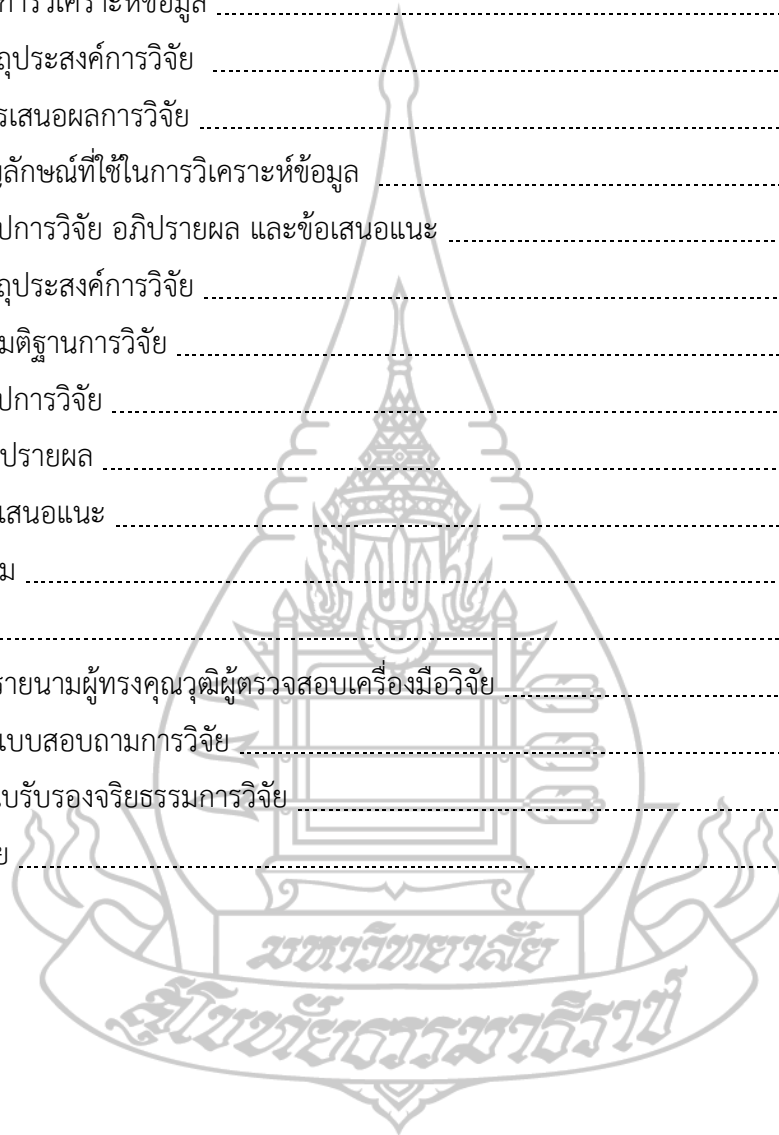 การวิเคราะห์ข้อมูล
ถุประสงค์การวิจัย
รเสนอผลการวิจัย
ญลักษณ์ที่ใช้ในการวิเคราะห์ข้อมูล
ปการวิจัย อภิปรายผล และข้อเสนอแนะ
ถุประสงค์การวิจัย
มติฐานการวิจัย
ปการวิจัย
ปรายผล
เสนอแนะ
ม
รายนามผู้ทรงคุณวุฒิผู้ตรวจสอบเครื่องมือวิจัย
แบบสอบถามการวิจัย
บรับรองจริยธรรมการวิจัย
ย
มหาวิทยาลัย
สุโขทัยธรรมาธิราช